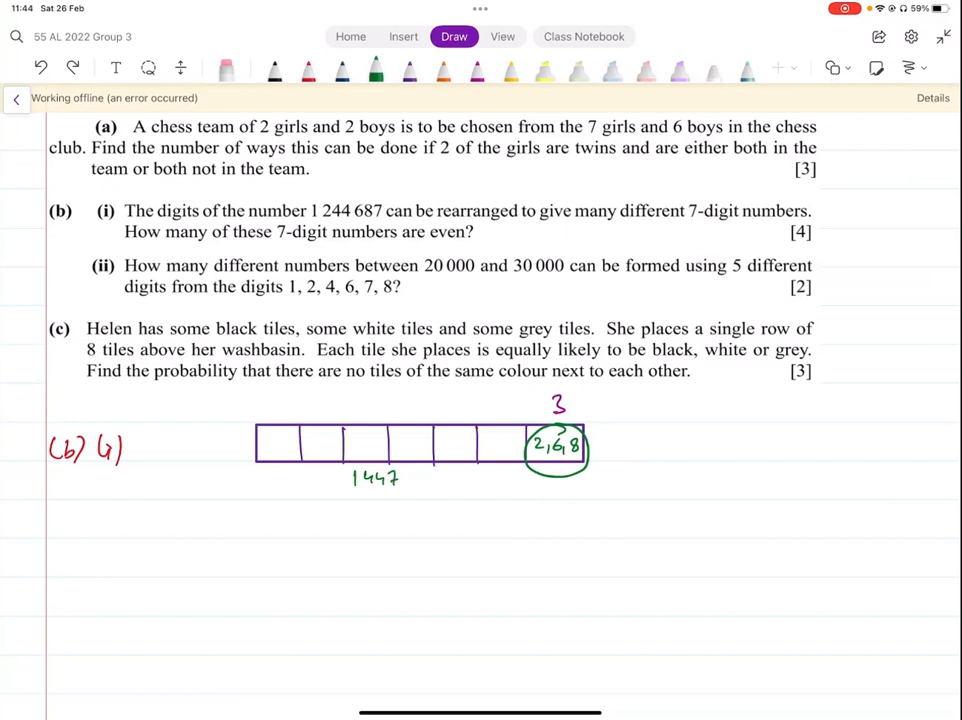 11:44 Sat 26 Feb
59%
55 AL 2022 Group 3
Home Insert Draw View Class Notebook
Working offline (an error occurred) Details
(a) A chess team of 2 girls and 2 boys is to be chosen from the 7 girls and 6 boys in the chess
club. Find the number of ways this can be done if 2 of the girls are twins and are either both in the
team or both not in the team. [3]
(b) (i) The digits of the number 1 244 687 can be rearranged to give many different 7-digit numbers.
How many of these 7-digit numbers are even? [4]
(ii) How many different numbers between 20 000 and 30 000 can be formed using 5 different
digits from the digits 1, 2, 4, 6, 7, 8? [2]
(c) Helen has some black tiles, some white tiles and some grey tiles. She places a single row of
8 tiles above her washbasin. Each tile she places is equally likely to be black, white or grey.
Find the probability that there are no tiles of the same colour next to each other. [3]
3
(b) (i) 2,6,8
1447